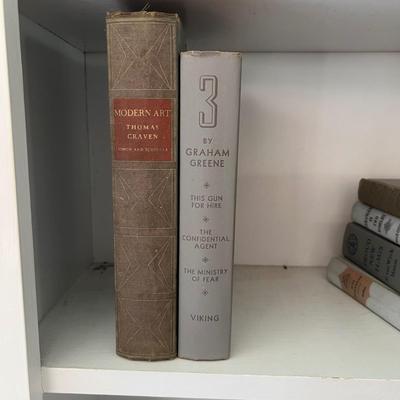 MODERN ART
THOMAS
CRAVEN
SIMON AND SCHUSTER
3
BY
GRAHAM
GREENE
THIS GUN
FOR HIRE
THE
CONFIDENTIAL
AGENT
THE MINISTRY
OF FEAR
VIKING